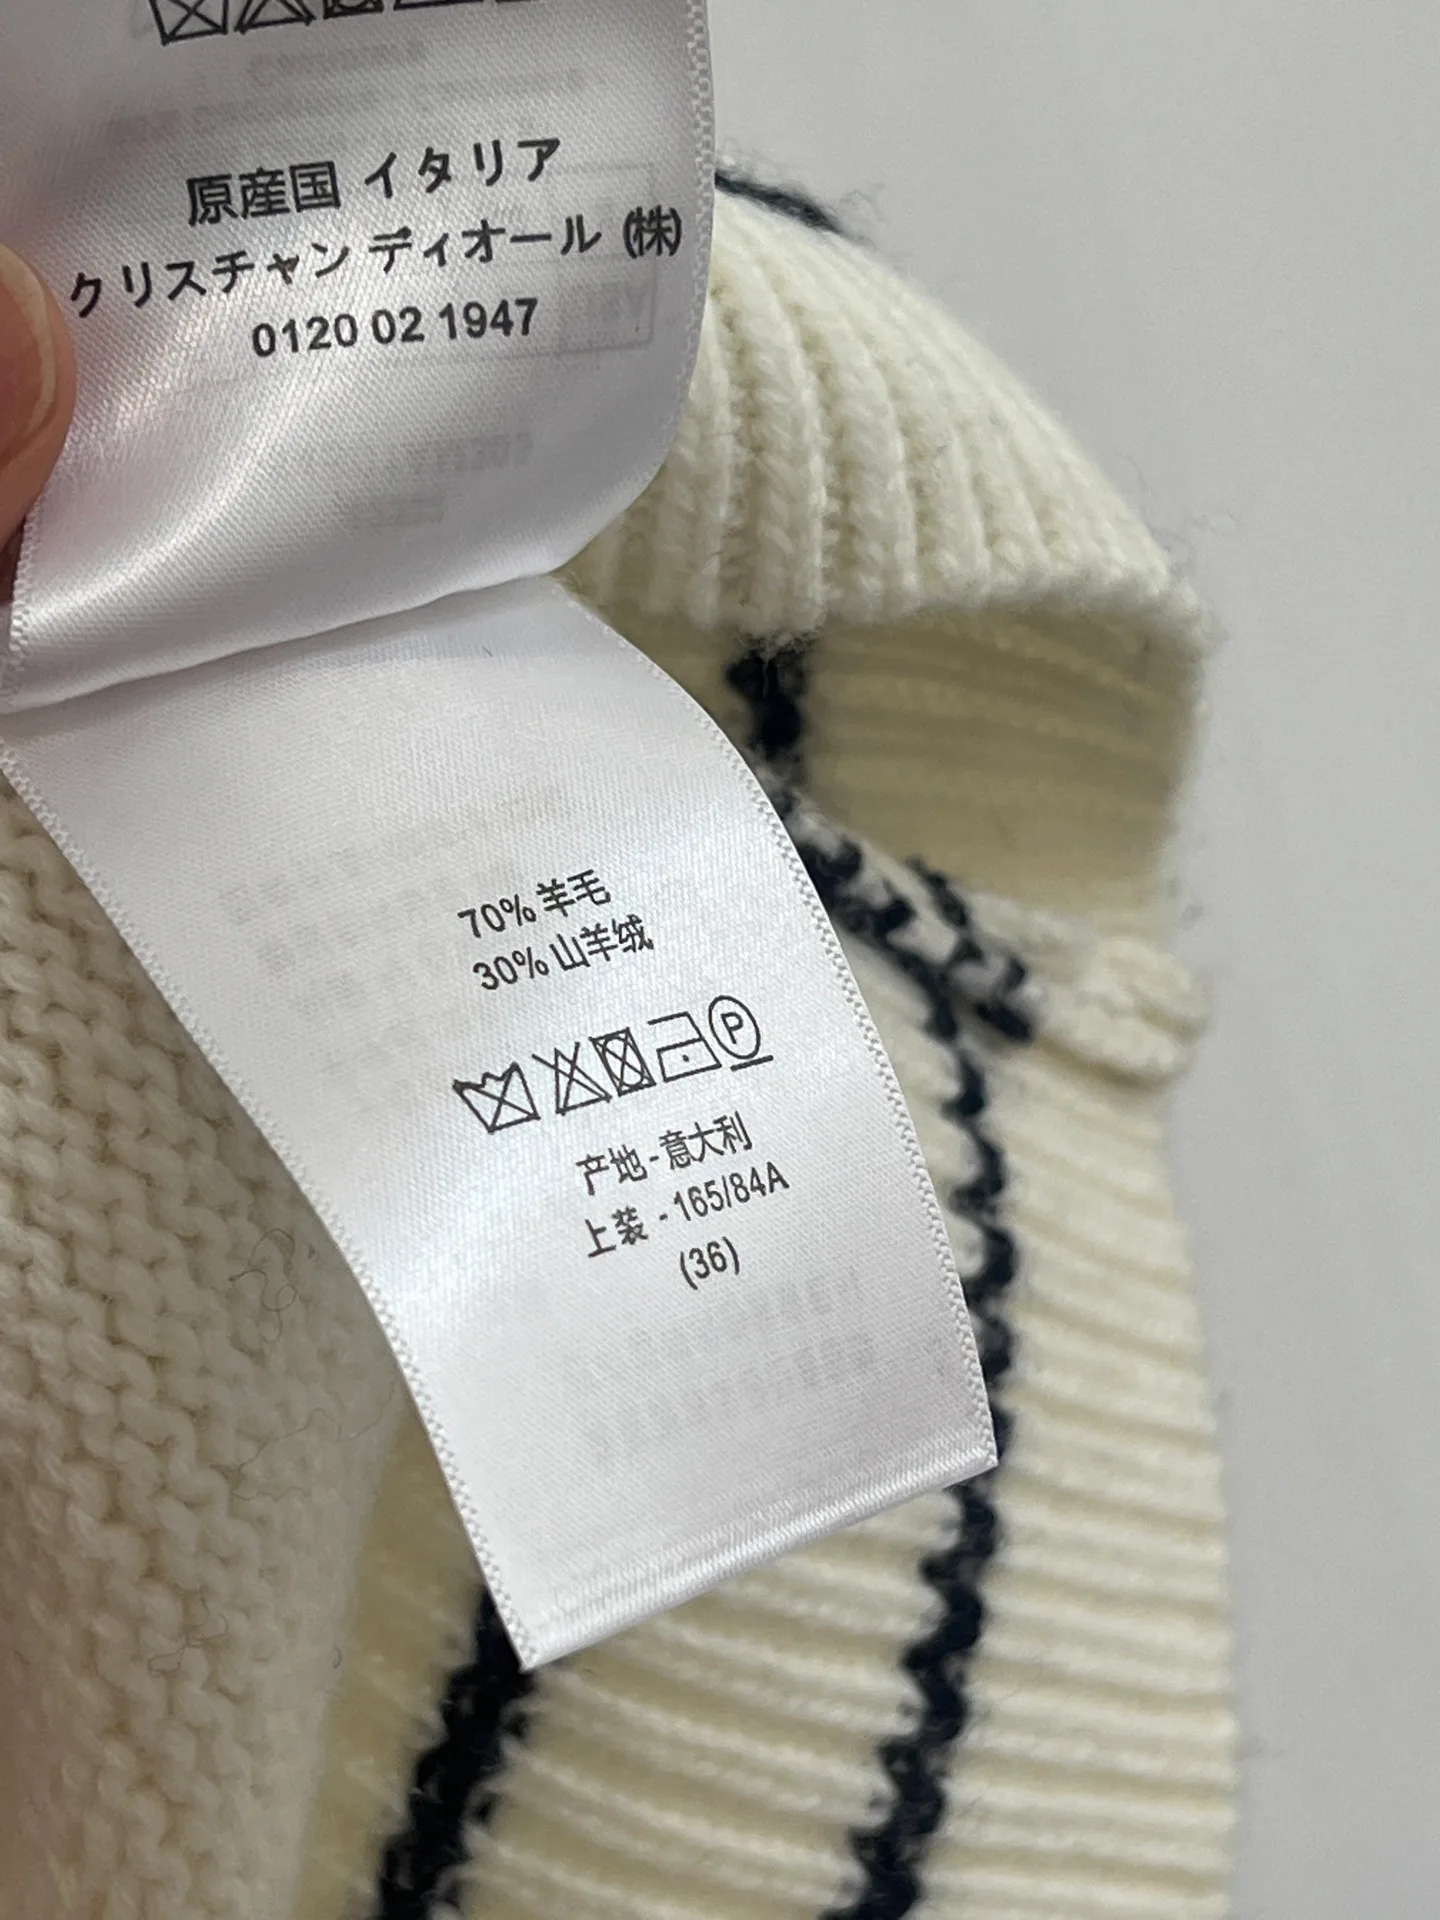 原産国 イタリア
クリスチャン ディオール (株)
0120 02 1947
70% 羊毛
30% 山羊绒
P
产地 - 意大利
上装 - 165/84A
(36)